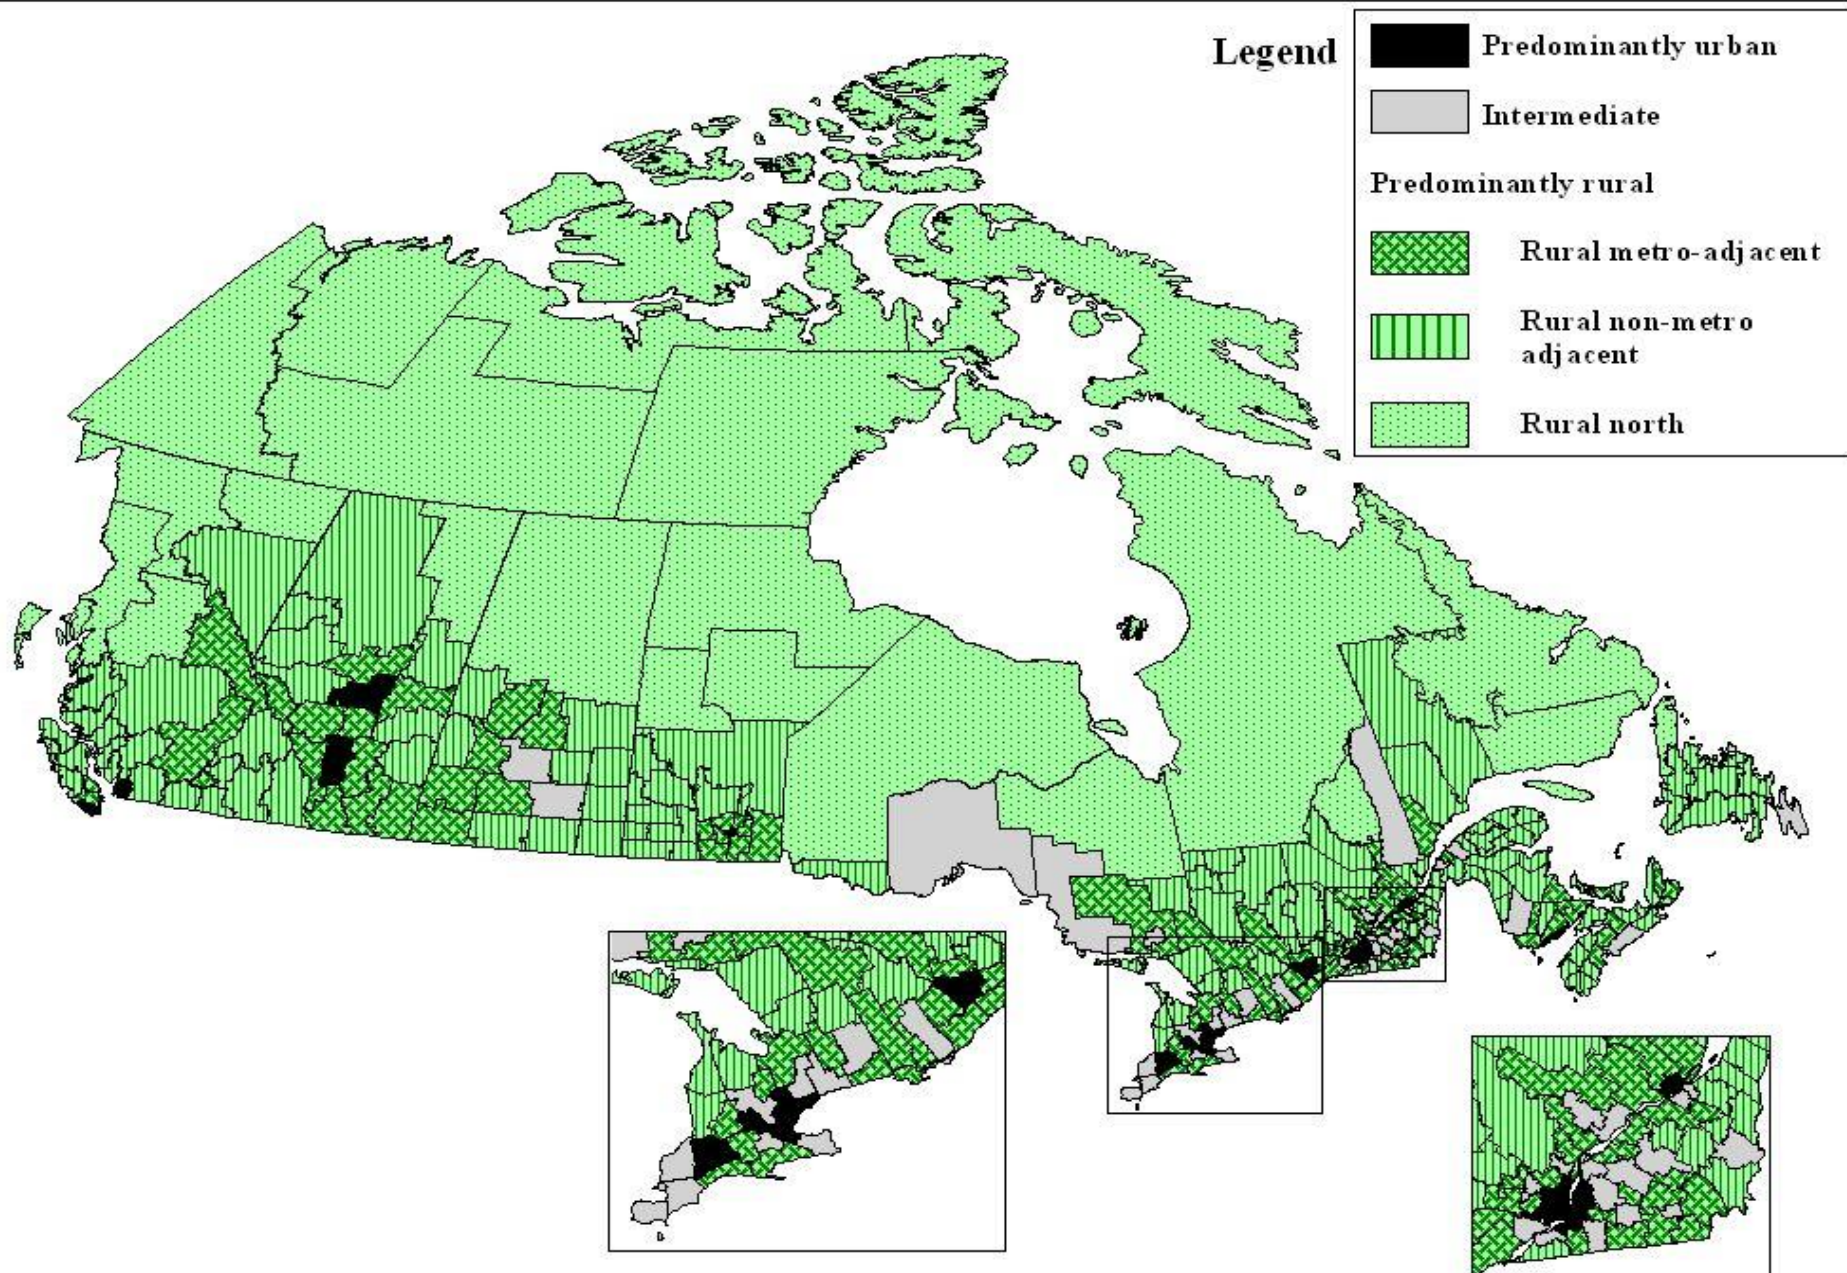 Legend
Predominantly urban
Intermediate
Predominantly rural
Rural metro-adjacent
Rural non-metro
adjacent
Rural north